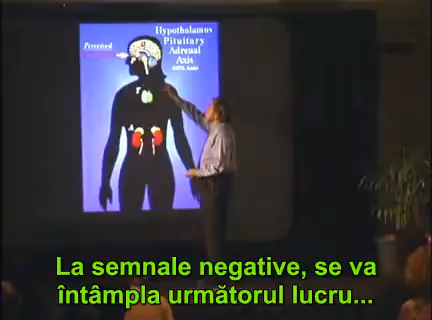 Perceived
Hypothalamus
Pituitary
Adrenal
Axis
La semnale negative, se va
întâmpla următorul lucru...